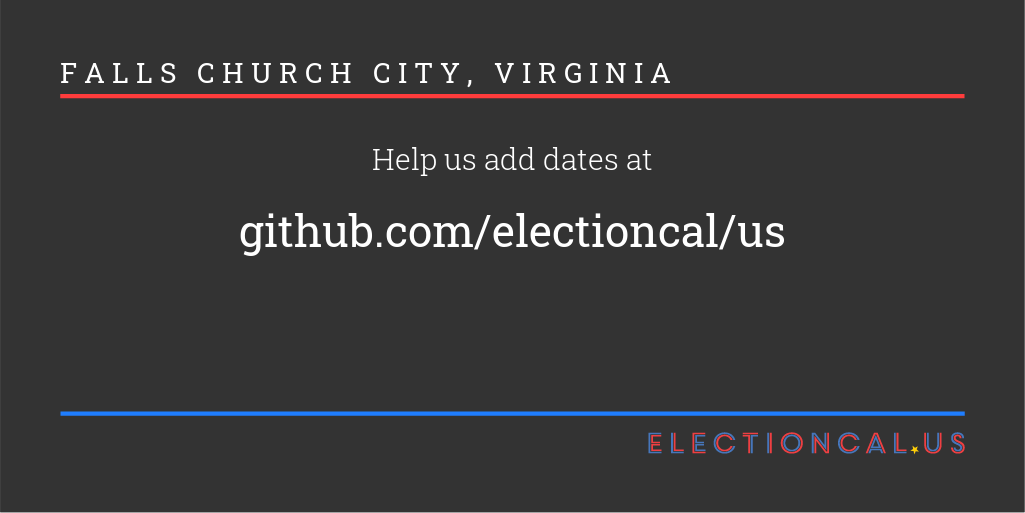 FALLS CHURCH CITY, VIRGINIA
Help us add dates at
github.com/electioncal/us
ELECTIONCAL.US